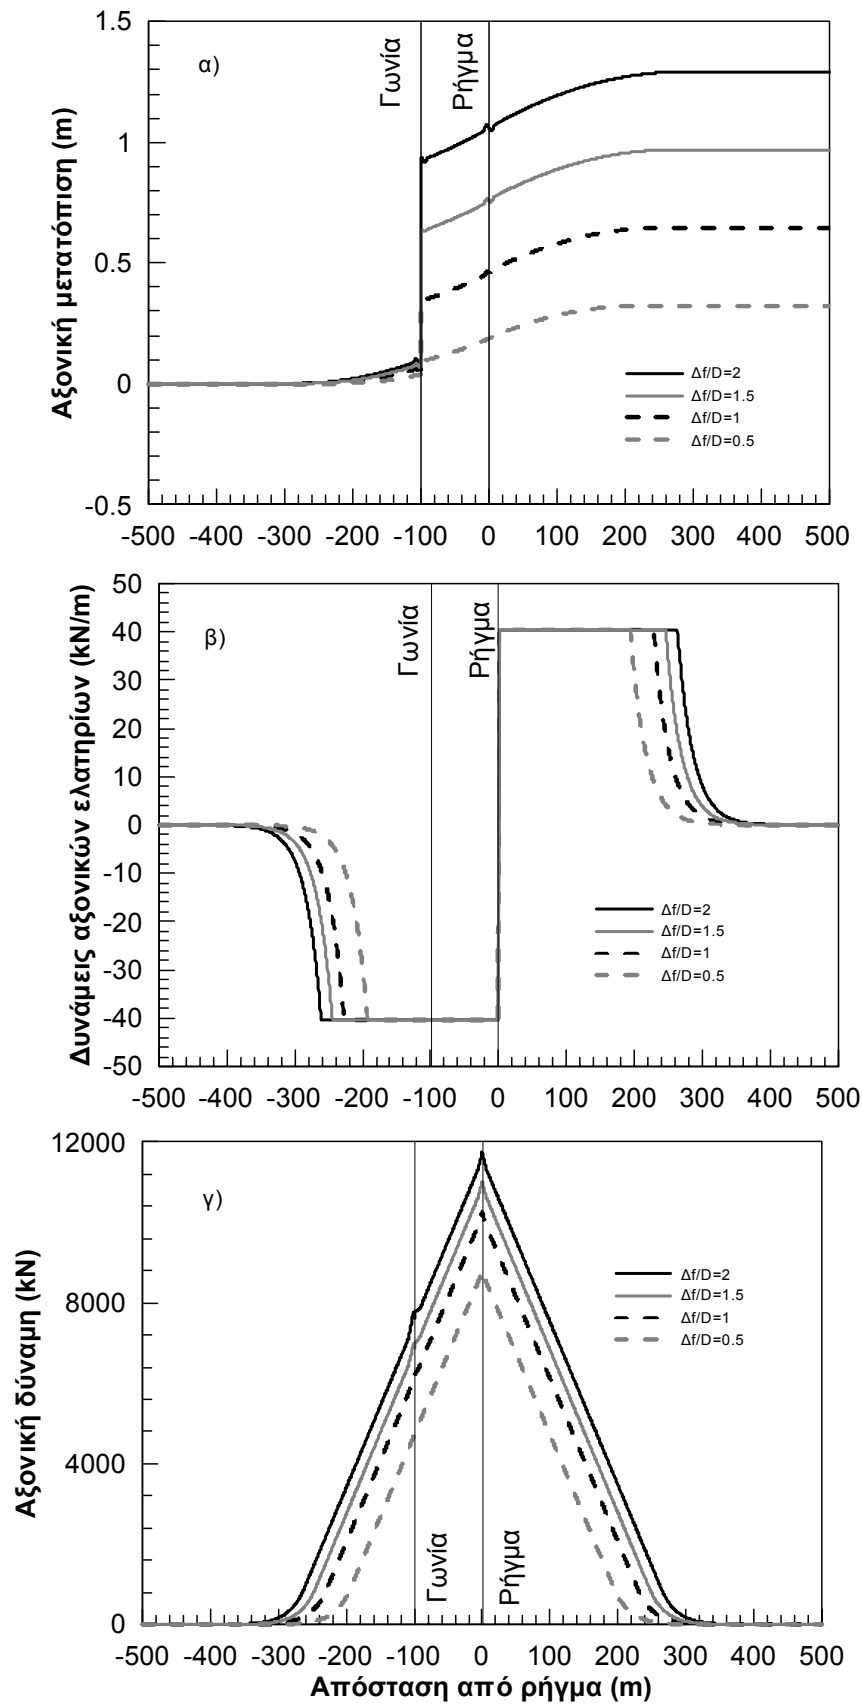 1.5
α)
Γωνία
Ρήγμα
1
Αξονική μετατόπιση (m)
0.5
0
-0.5
Δf/D=2
Δf/D=1.5
Δf/D=1
Δf/D=0.5
-500 -400 -300 -200 -100 0 100 200 300 400 500
50
β)
Γωνία
Ρήγμα
40
30
20
10
0
-10
-20
-30
-40
-50
Δυνάμεις αξονικών ελατηρίων (kN/m)
Δf/D=2
Δf/D=1.5
Δf/D=1
Δf/D=0.5
-500 -400 -300 -200 -100 0 100 200 300 400 500
12000
γ)
8000
4000
0
Αξονική δύναμη (kN)
Δf/D=2
Δf/D=1.5
Δf/D=1
Δf/D=0.5
Γωνία
Ρήγμα
-500 -400 -300 -200 -100 0 100 200 300 400 500
Απόσταση από ρήγμα (m)